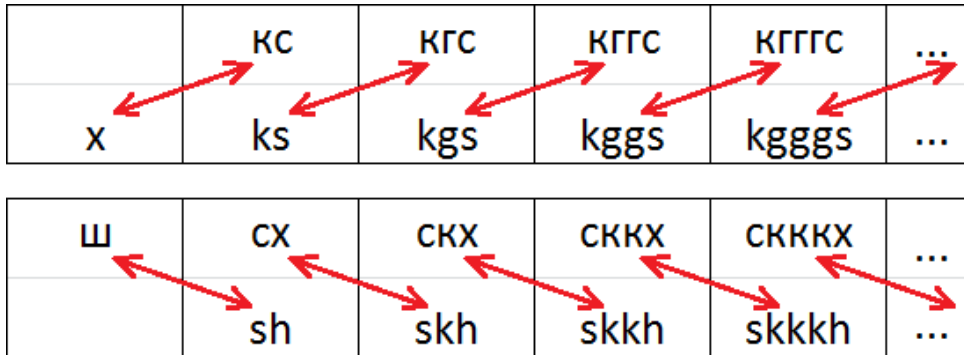 кс кгс кггс кгггс ...
x ks kgs kggs kgggs ...
ш сх скх сккх скккх ...
sh skh skkh skkkh ...